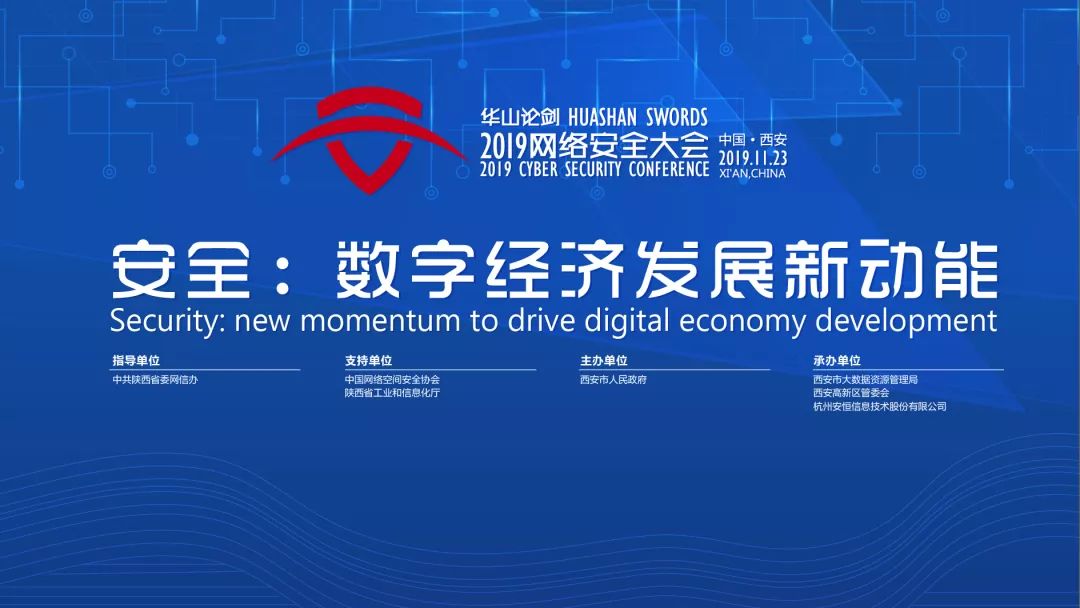 华山论剑 HUASHAN SWORDS
2019网络安全大会
2019 CYBER SECURITY CONFERENCE
中国·西安
2019.11.23
XI'AN,CHINA
安全：数字经济发展新动能
Security: new momentum to drive digital economy development
指导单位
中共陕西省委网信办
支持单位
中国网络空间安全协会
陕西省工业和信息化厅
主办单位
西安市人民政府
承办单位
西安市大数据资源管理局
西安高新区管委会
杭州安恒信息技术股份有限公司